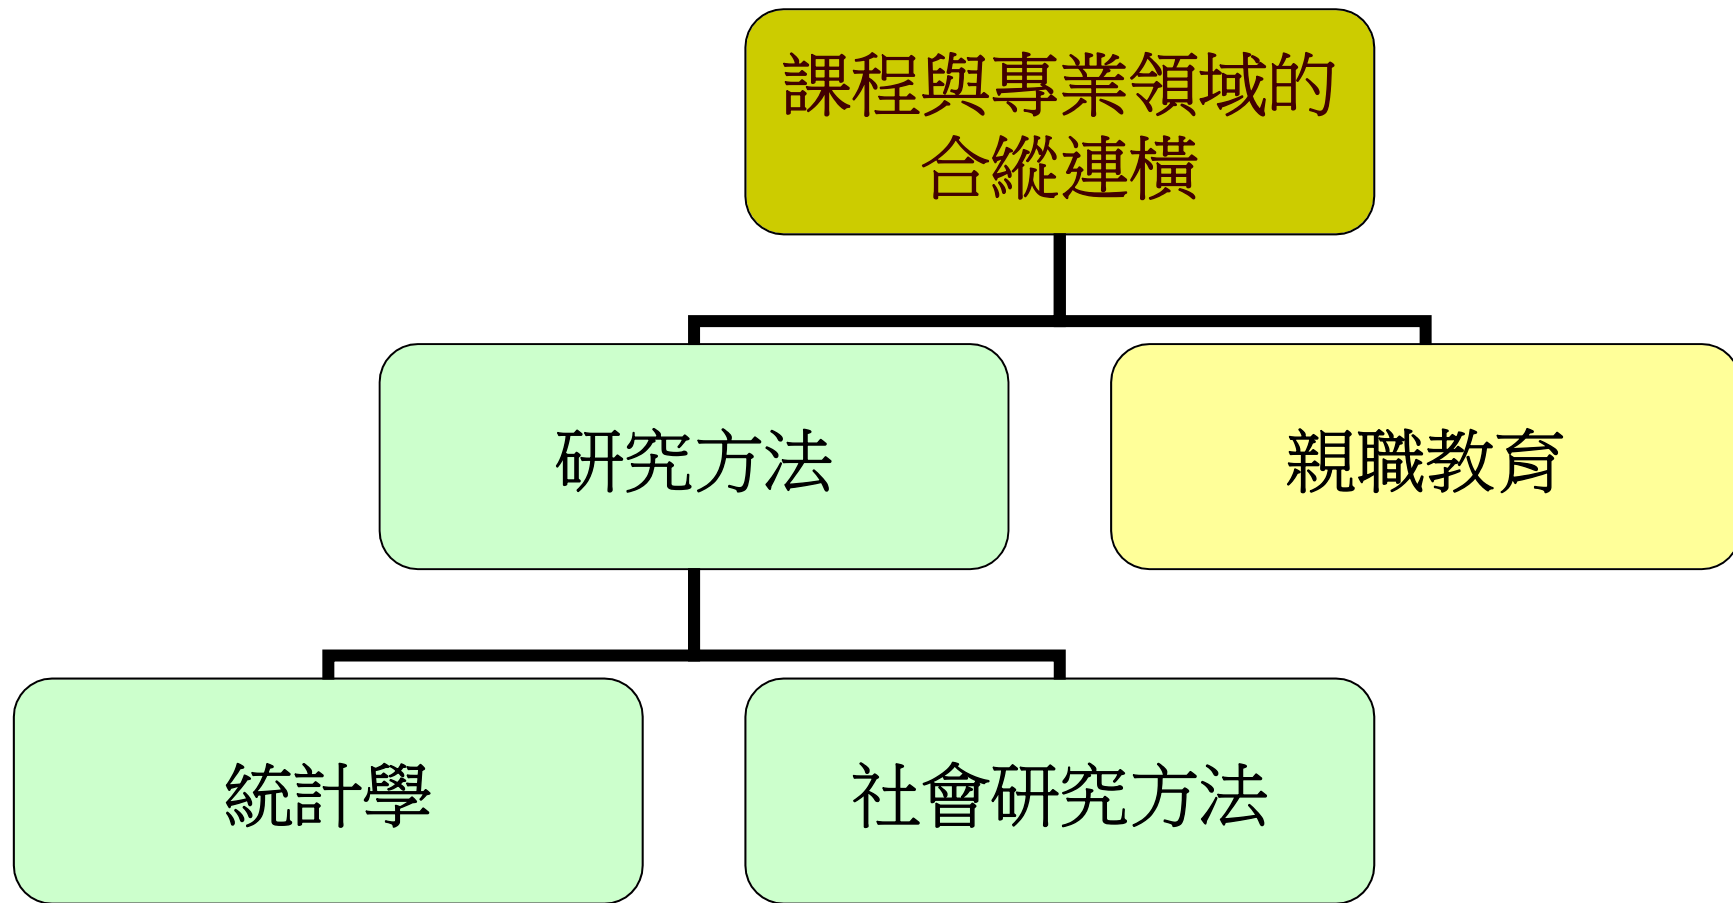 課程與專業領域的
合縱連橫
研究方法
親職教育
統計學
社會研究方法